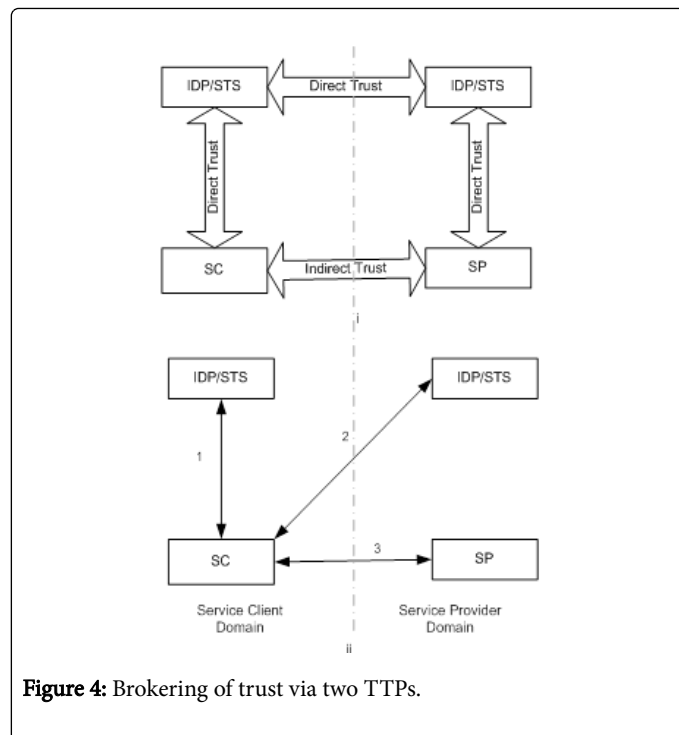 IDP/STS
Direct Trust
IDP/STS
Direct Trust
Direct Trust
SC
Indirect Trust
SP
i
IDP/STS
IDP/STS
1
2
SC
3
SP
Service Client
Domain
Service Provider
Domain
ii
Figure 4: Brokering of trust via two TTPs.